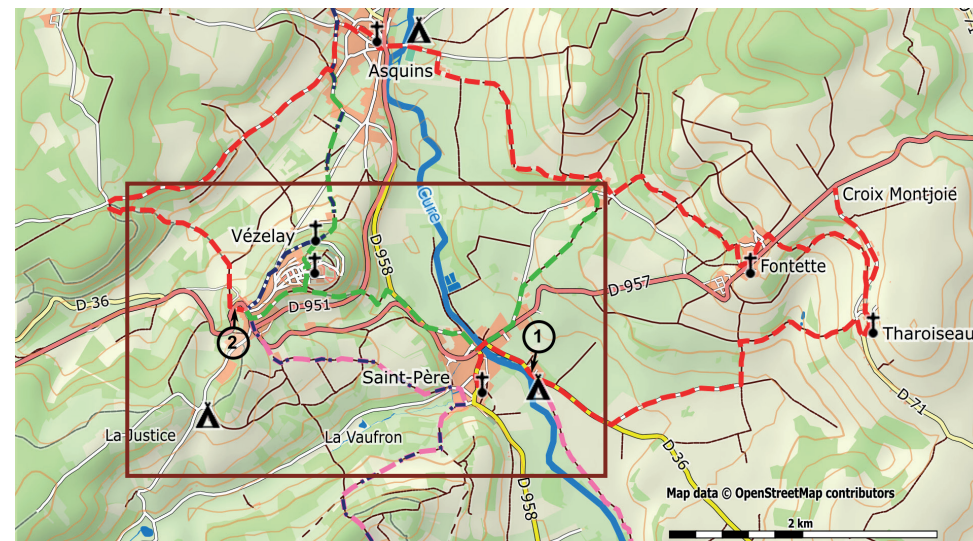 Asquins
Croix Montjoie
Cure
Vézelay
D 958
Fontette
D 957
D 36
D 951
1
2
Tharoiseau
Saint-Père
D 71
La Justice
La Vaufron
D 36
D 958
Map data © OpenStreetMap contributors
2 km